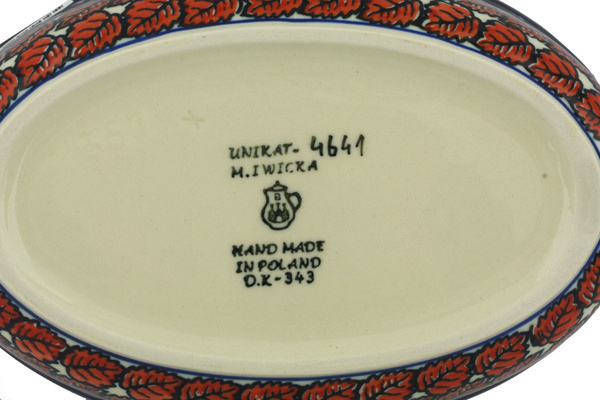 UNIKAT- 4641
M.IWICKA
HAND MADE
IN POLAND
D.K-343